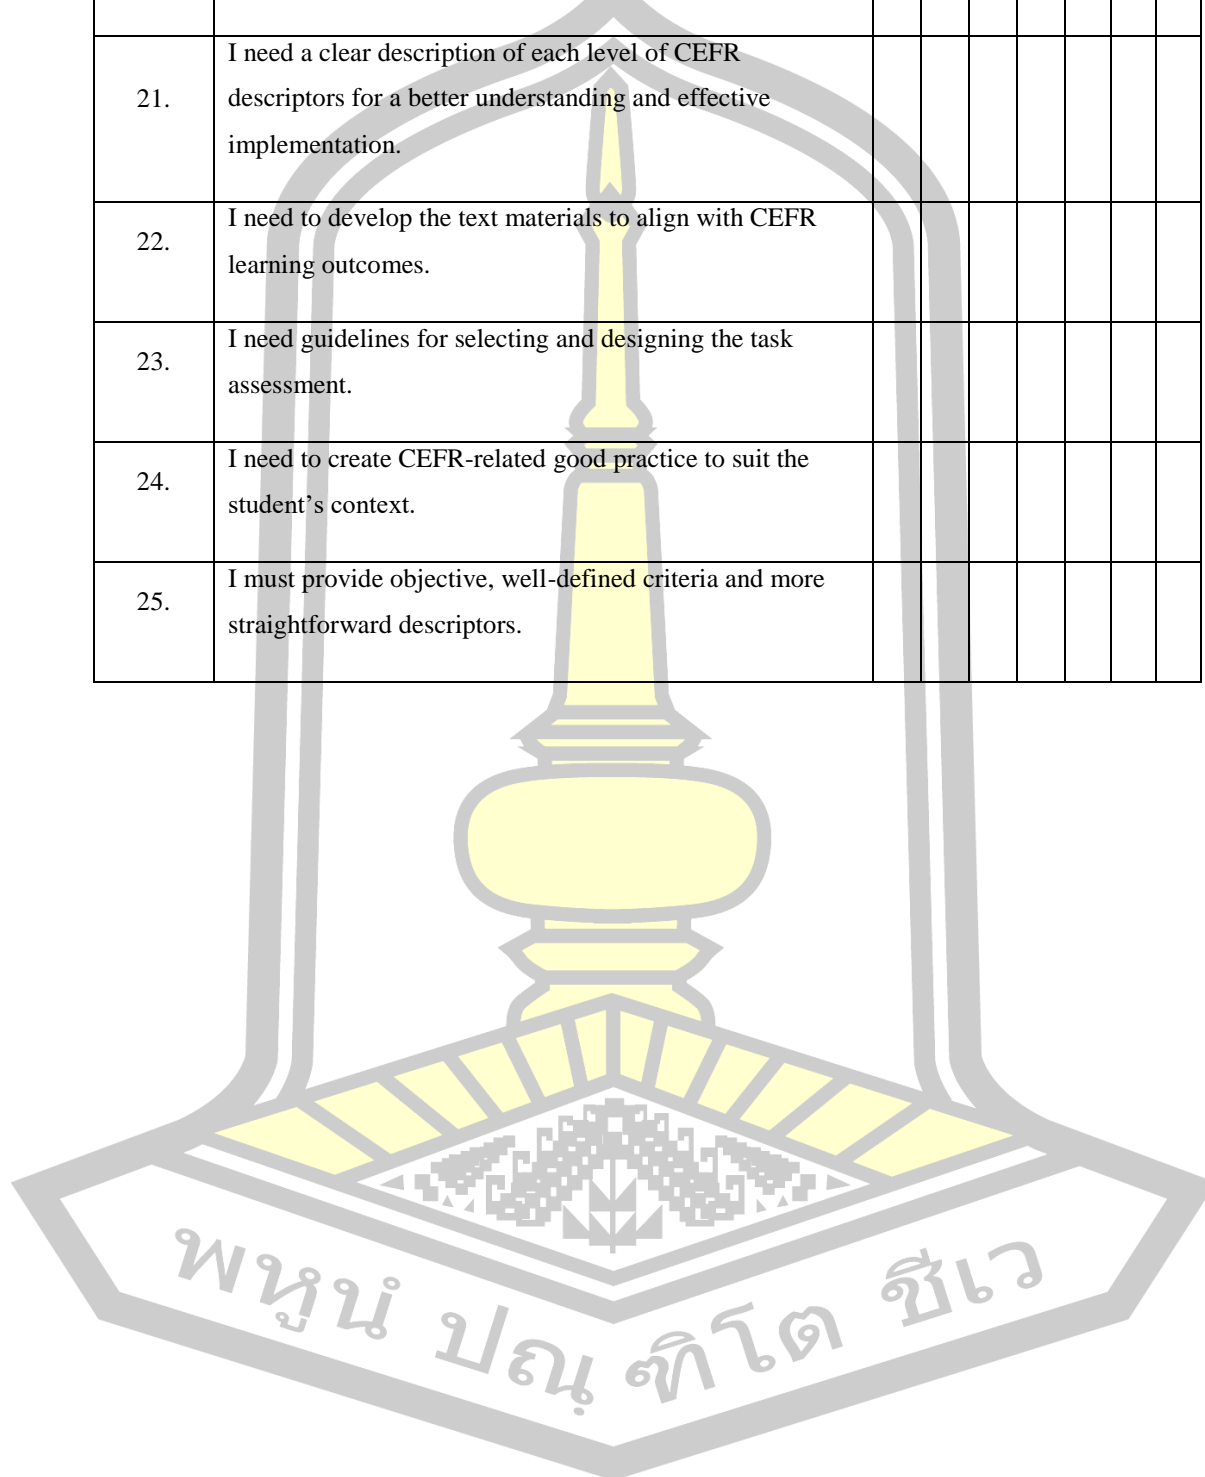 21.
I need a clear description of each level of CEFR
descriptors for a better understanding and effective
implementation.
22.
I need to develop the text materials to align with CEFR
learning outcomes.
23.
I need guidelines for selecting and designing the task
assessment.
24.
I need to create CEFR-related good practice to suit the
student’s context.
25.
I must provide objective, well-defined criteria and more
straightforward descriptors.
พหูนํ ปณฺฑิโต ชีเว